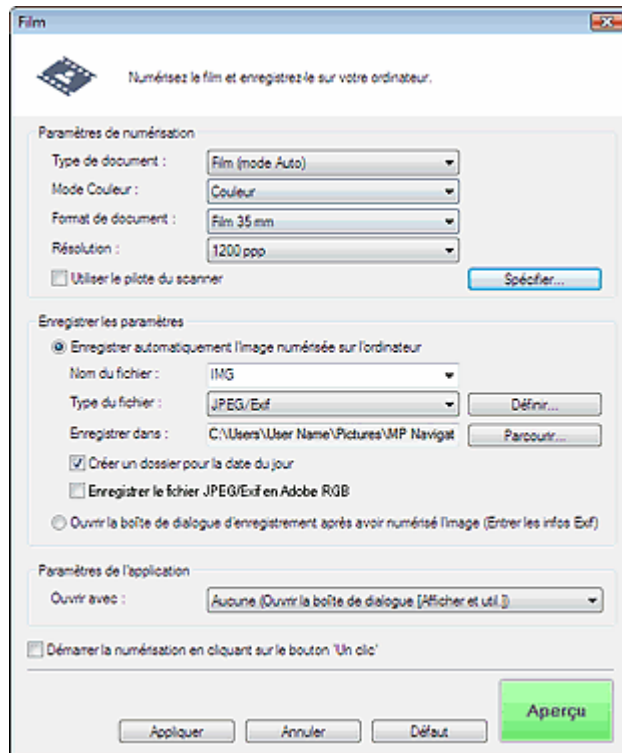 Film
Numérisez le film et enregistrez-le sur votre ordinateur.
Paramètres de numérisation
Type de document : Film (mode Auto)
Mode Couleur : Couleur
Format de document : Film 35 mm
Résolution : 1200 ppp
Utiliser le pilote du scanner Spécifier...
Enregistrer les paramètres
Enregistrer automatiquement l'image numérisée sur l'ordinateur
Nom du fichier : IMG
Type du fichier : JPEG/Exif Définir...
Enregistrer dans : C:\Users\User Name\Pictures\MP Navigat Parcourir...
Créer un dossier pour la date du jour
Enregistrer le fichier JPEG/Exif en Adobe RGB
Ouvrir la boîte de dialogue d'enregistrement après avoir numérisé l'image (Entrer les infos Exif)
Paramètres de l'application
Ouvrir avec : Aucune (Ouvrir la boîte de dialogue [Afficher et util.])
Démarrer la numérisation en cliquant sur le bouton 'Un clic'
Appliquer Annuler Défaut Aperçu